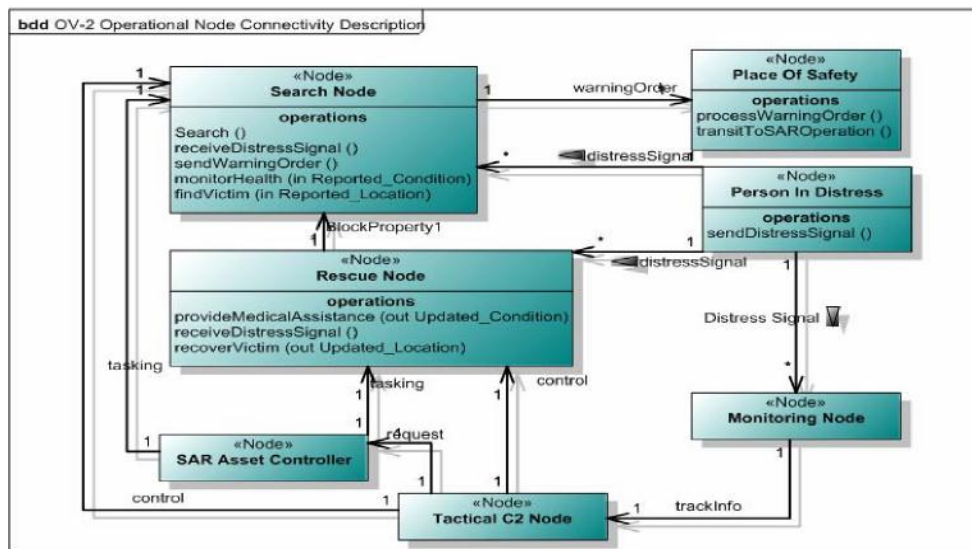 bdd OV-2 Operational Node Connectivity Description
«Node»
Search Node
operations
Search ()
receiveDistressSignal ()
sendWarningOrder ()
monitorHealth (in Reported_Condition)
findVictim (in Reported_Location)
1
1
1
warningOrder
1
«Node»
Place Of Safety
operations
processWarningOrder ()
transitToSAROperation ()
*
distressSignal
1
«Node»
Person In Distress
operations
sendDistressSignal ()
BlockProperty1
1
*
distressSignal
1
1
«Node»
Rescue Node
operations
provideMedicalAssistance (out Updated_Condition)
receiveDistressSignal ()
recoverVictim (out Updated_Location)
Distress Signal
*
tasking
1
tasking
1
control
«Node»
Monitoring Node
1
1
«Node»
SAR Asset Controller
1
request
1
1
control
1
«Node»
Tactical C2 Node
1
trackInfo